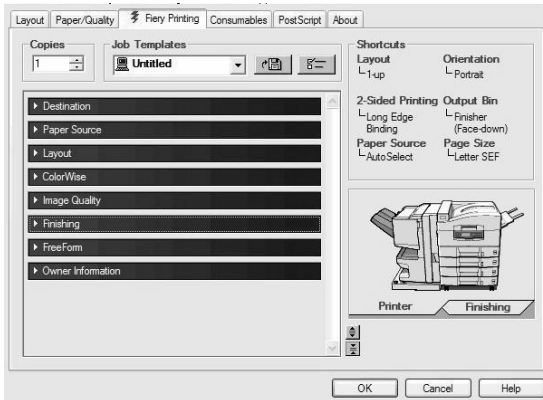 Layout Paper/Quality Fiery Printing Consumables PostScript About
Copies
1
Job Templates
Untitled
Shortcuts
Layout
1-up
Orientation
Portrait
2-Sided Printing
Long Edge
Binding
Output Bin
Finisher
(Face-down)
Paper Source
AutoSelect
Page Size
Letter SEF
Destination
Paper Source
Layout
ColorWise
Image Quality
Finishing
FreeForm
Owner Information
Printer
Finishing
OK Cancel Help